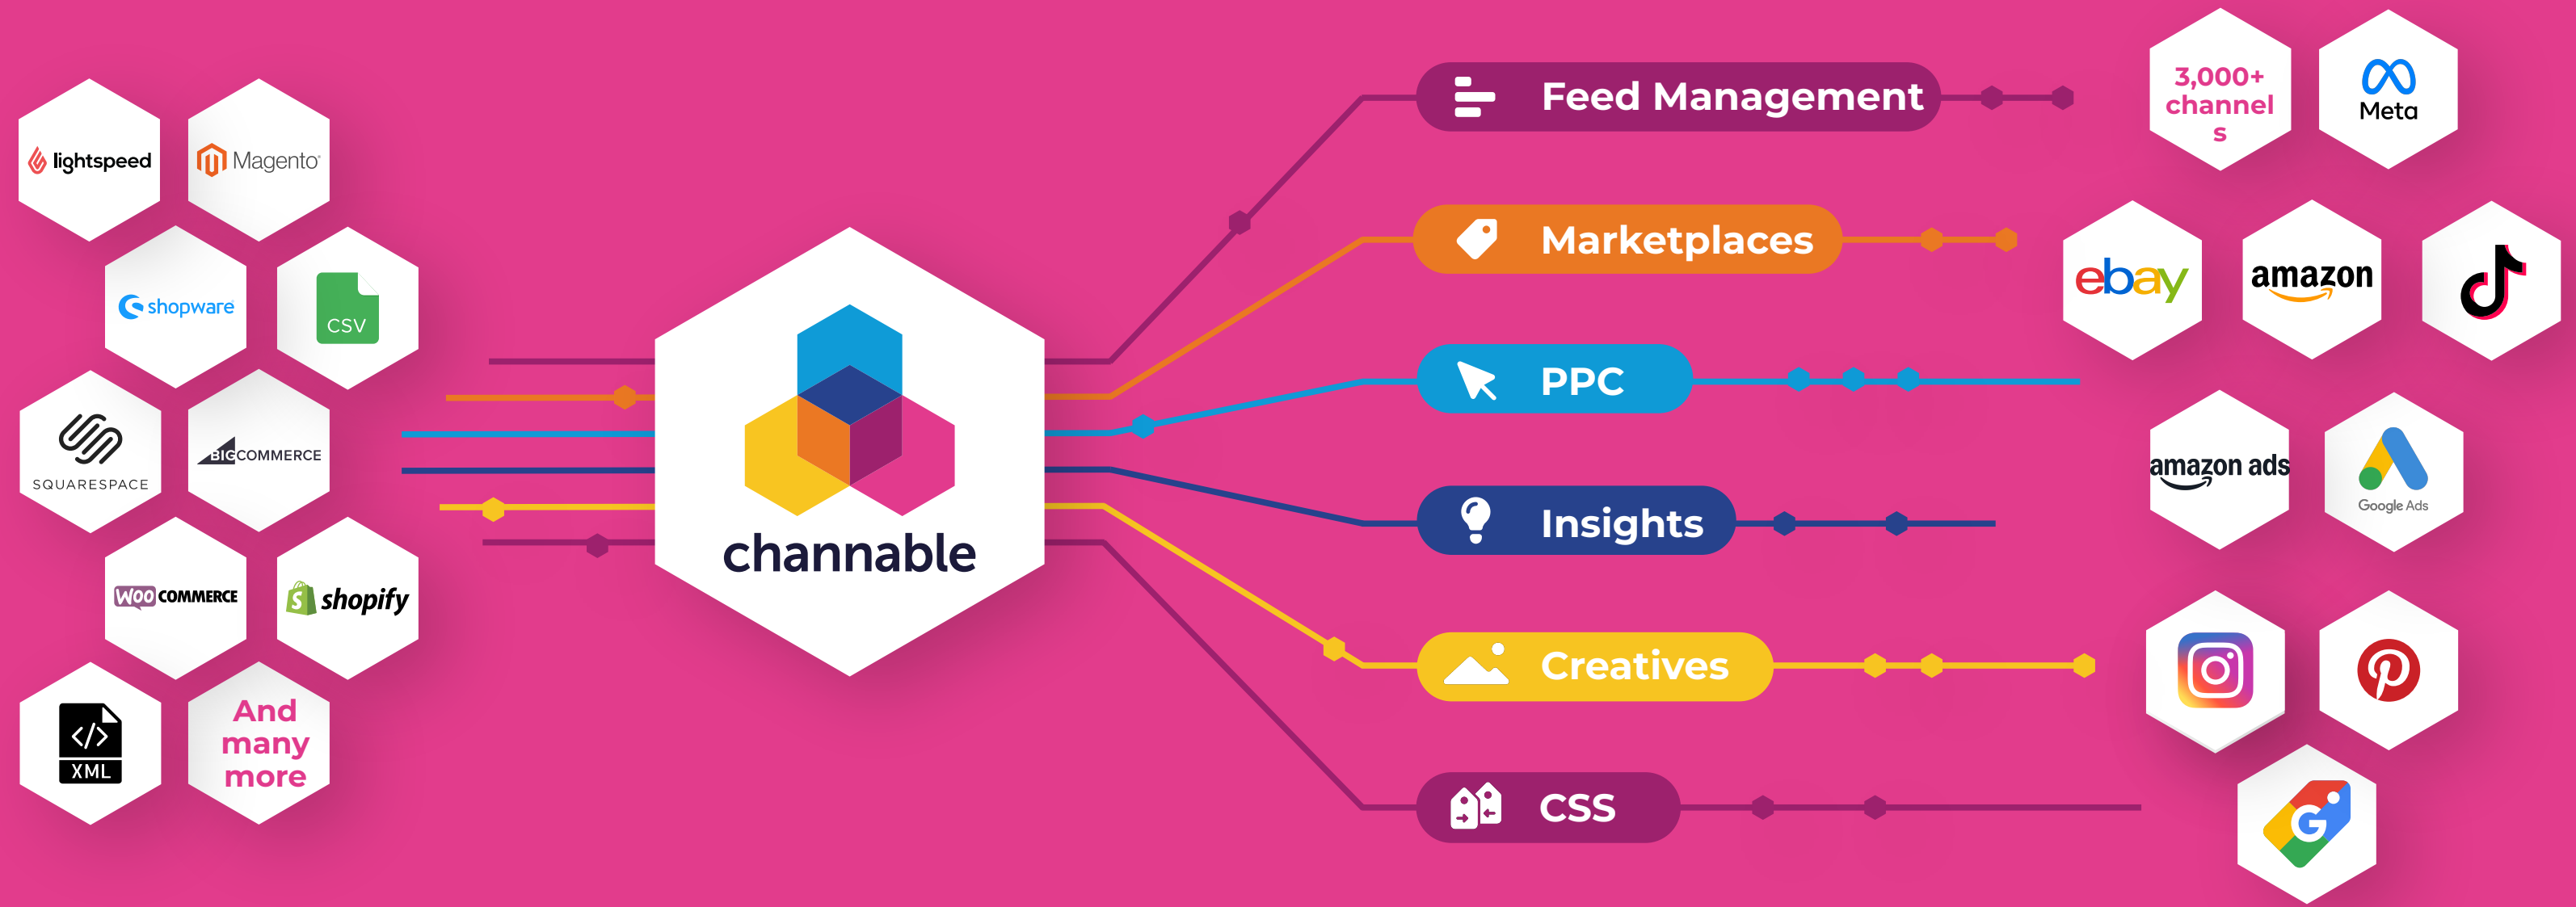 lightspeed
Magento®
shopware
CSV
SQUARESPACE
BIGCOMMERCE
WOO COMMERCE
shopify
XML
And
many
more
channable
Feed Management
Marketplaces
PPC
Insights
Creatives
CSS
3,000+
channel
s
Meta
ebay
amazon
amazon ads
Google Ads
G